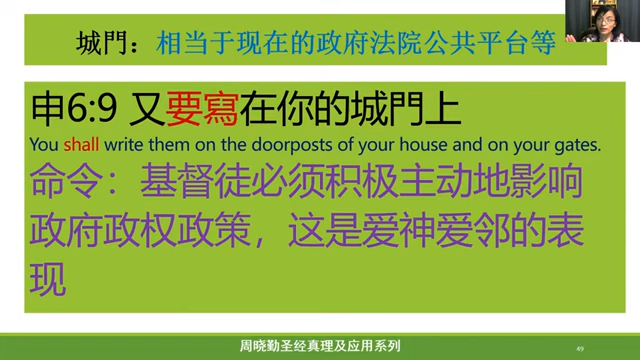 城門：相当于现在的政府法院公共平台等
申6:9 又要寫在你的城門上
You shall write them on the doorposts of your house and on your gates.
命令：基督徒必须积极主动地影响
政府政权政策，这是爱神爱邻的表
现
周晓勤圣经真理及应用系列
49